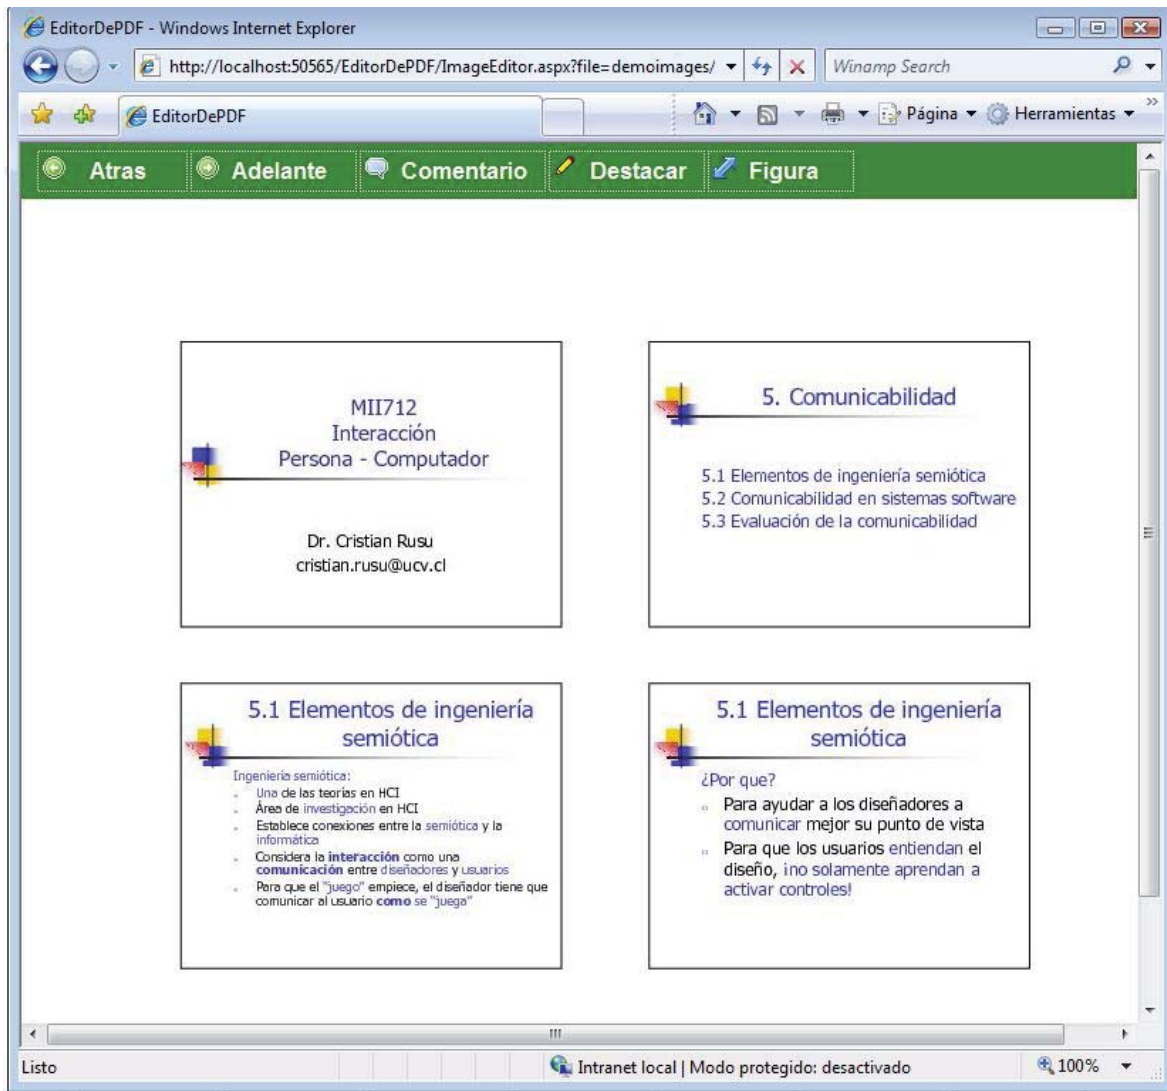 EditorDePDF - Windows Internet Explorer
http://localhost:50565/EditorDePDF/ImageEditor.aspx?file=demoimages/
Winamp Search
EditorDePDF
Página
Herramientas
Atras Adelante Comentario Destacar Figura
MII712
Interacción
Persona - Computador
Dr. Cristian Rusu
cristian.rusu@ucv.cl
5. Comunicabilidad
5.1 Elementos de ingeniería semiótica
5.2 Comunicabilidad en sistemas software
5.3 Evaluación de la comunicabilidad
5.1 Elementos de ingeniería
semiótica
Ingeniería semiótica:
Una de las teorías en HCI
Área de investigación en HCI
Establece conexiones entre la semiótica y la
informática
Considera la interacción como una
comunicación entre diseñadores y usuarios
Para que el "juego" empiece, el diseñador tiene que
comunicar al usuario como se "juega"
5.1 Elementos de ingeniería
semiótica
¿Por que?
Para ayudar a los diseñadores a
comunicar mejor su punto de vista
Para que los usuarios entiendan el
diseño, ¡no solamente aprendan a
activar controles!
Listo
Intranet local | Modo protegido: desactivado
100%